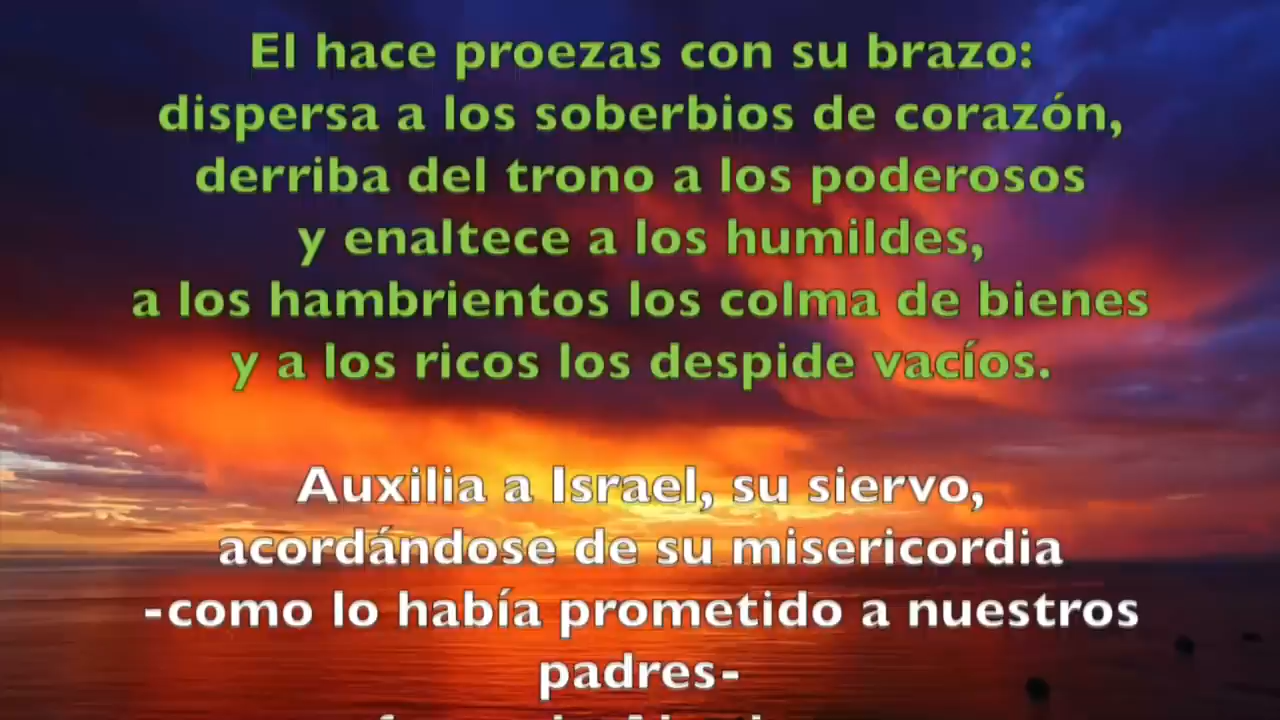 El hace proezas con su brazo:
dispersa a los soberbios de corazón,
derriba del trono a los poderosos
y enaltece a los humildes,
a los hambrientos los colma de bienes
y a los ricos los despide vacíos.
Auxilia a Israel, su siervo,
acordándose de su misericordia
-como lo había prometido a nuestros
padres-